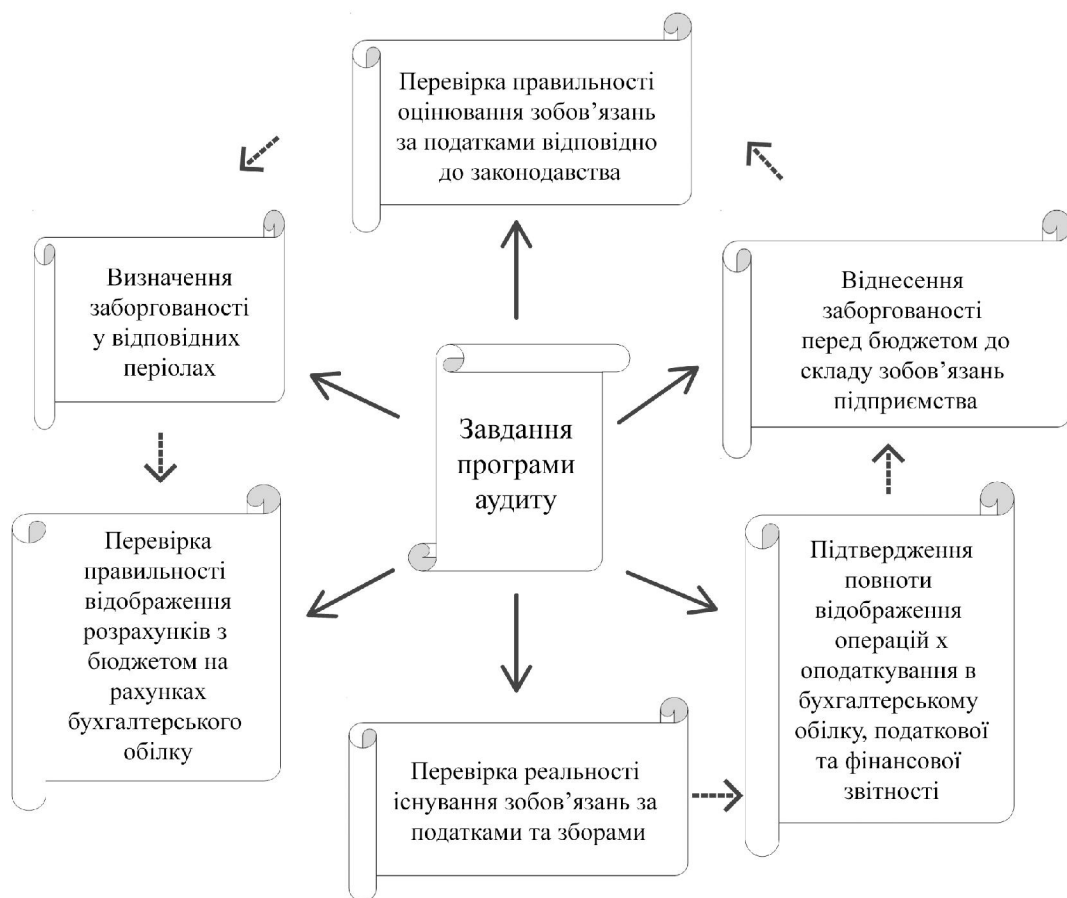 Перевірка правильності
оцінювання зобов’язань
за податками відповідно
до законодавства
Визначення
заборгованості
у відповідних
періолах
Віднесення
заборгованості
перед бюджетом до
складу зобов’язань
підприємства
Завдання
програми
аудиту
Перевірка
правильності
відображення
розрахунків з
бюджетом на
рахунках
бухгалтерського
обілку
Підтвердження
повноти
відображення
операцій х
оподаткування в
бухгалтерському
обілку, податкової
та фінансової
звітності
Перевірка реальності
існування зобов’язань за
податками та зборами